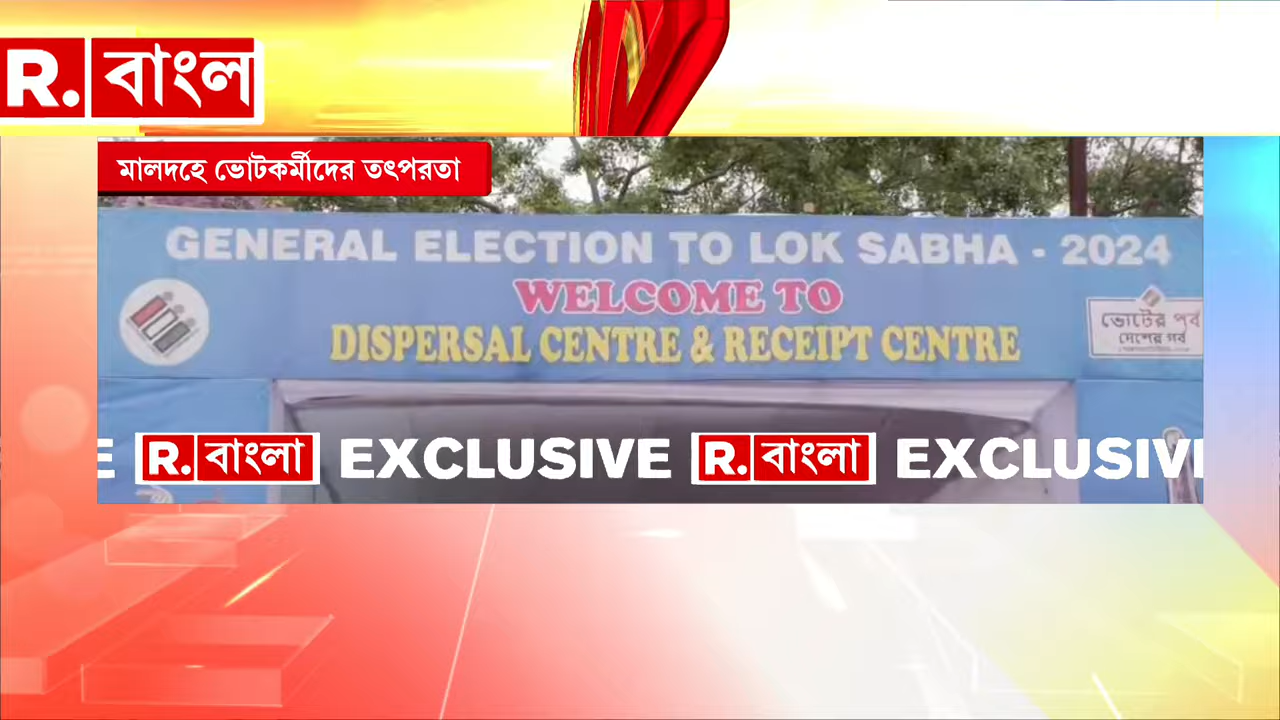 R. বাংল
মালদহে ভোটকর্মীদের তৎপরতা
GENERAL ELECTION TO LOK SABHA - 2024
WELCOME TO
DISPERSAL CENTRE & RECEIPT CENTRE
ভোটের পর্ব
দেশের গর্ব
E R. বাংলা EXCLUSIVE R. বাংলা EXCLUSIVE